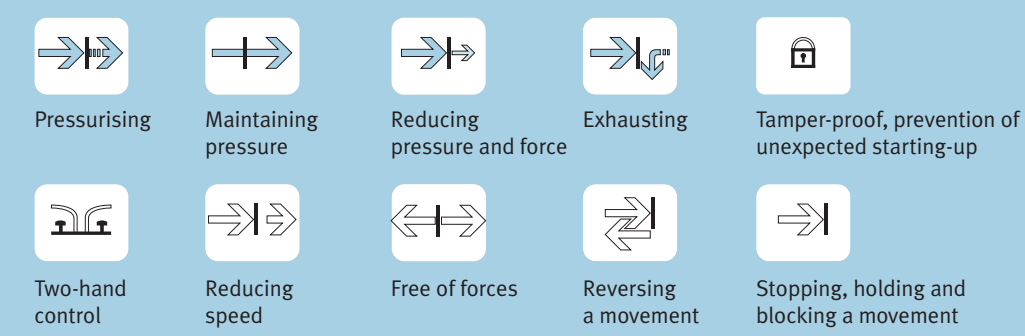 Pressurising
Maintaining
pressure
Reducing
pressure and force
Exhausting
Tamper-proof, prevention of
unexpected starting-up
Two-hand
control
Reducing
speed
Free of forces
Reversing
a movement
Stopping, holding and
blocking a movement